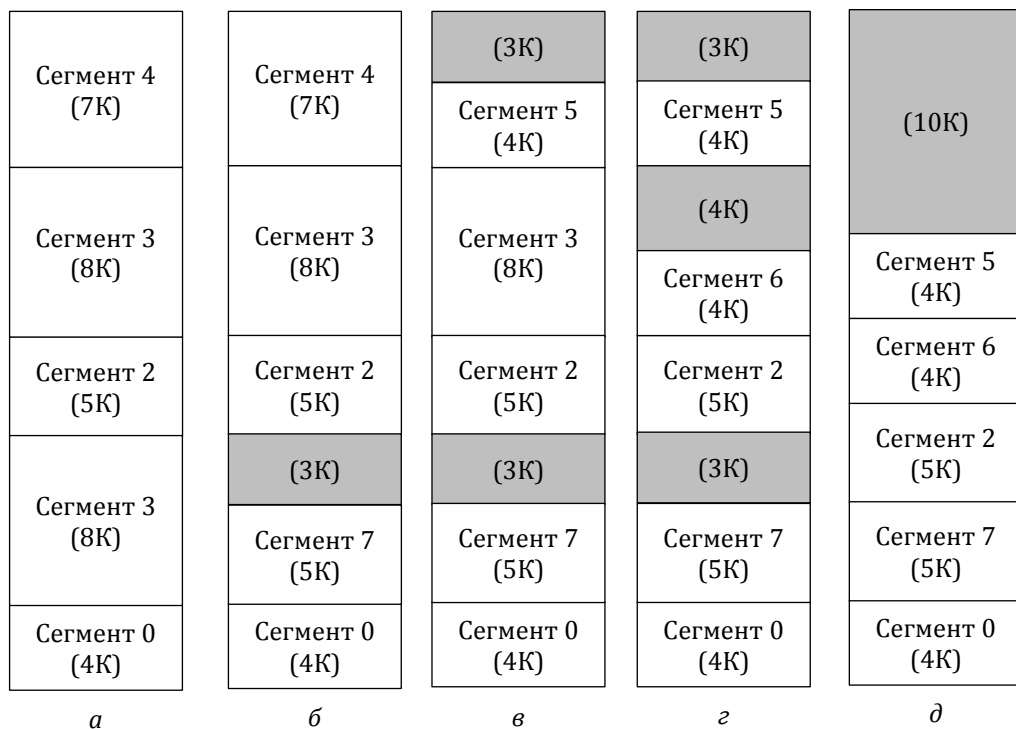 Сегмент 4
(7К)
Сегмент 3
(8К)
Сегмент 2
(5К)
Сегмент 3
(8К)
Сегмент 0
(4К)
а
Сегмент 4
(7К)
Сегмент 3
(8К)
Сегмент 2
(5К)
(3К)
Сегмент 7
(5К)
Сегмент 0
(4К)
б
(3К)
Сегмент 5
(4К)
Сегмент 3
(8К)
Сегмент 2
(5К)
(3К)
Сегмент 7
(5К)
Сегмент 0
(4К)
в
(3К)
Сегмент 5
(4К)
(4К)
Сегмент 6
(4К)
Сегмент 2
(5К)
(3К)
Сегмент 7
(5К)
Сегмент 0
(4К)
г
(10К)
Сегмент 5
(4К)
Сегмент 6
(4К)
Сегмент 2
(5К)
Сегмент 7
(5К)
Сегмент 0
(4К)
д